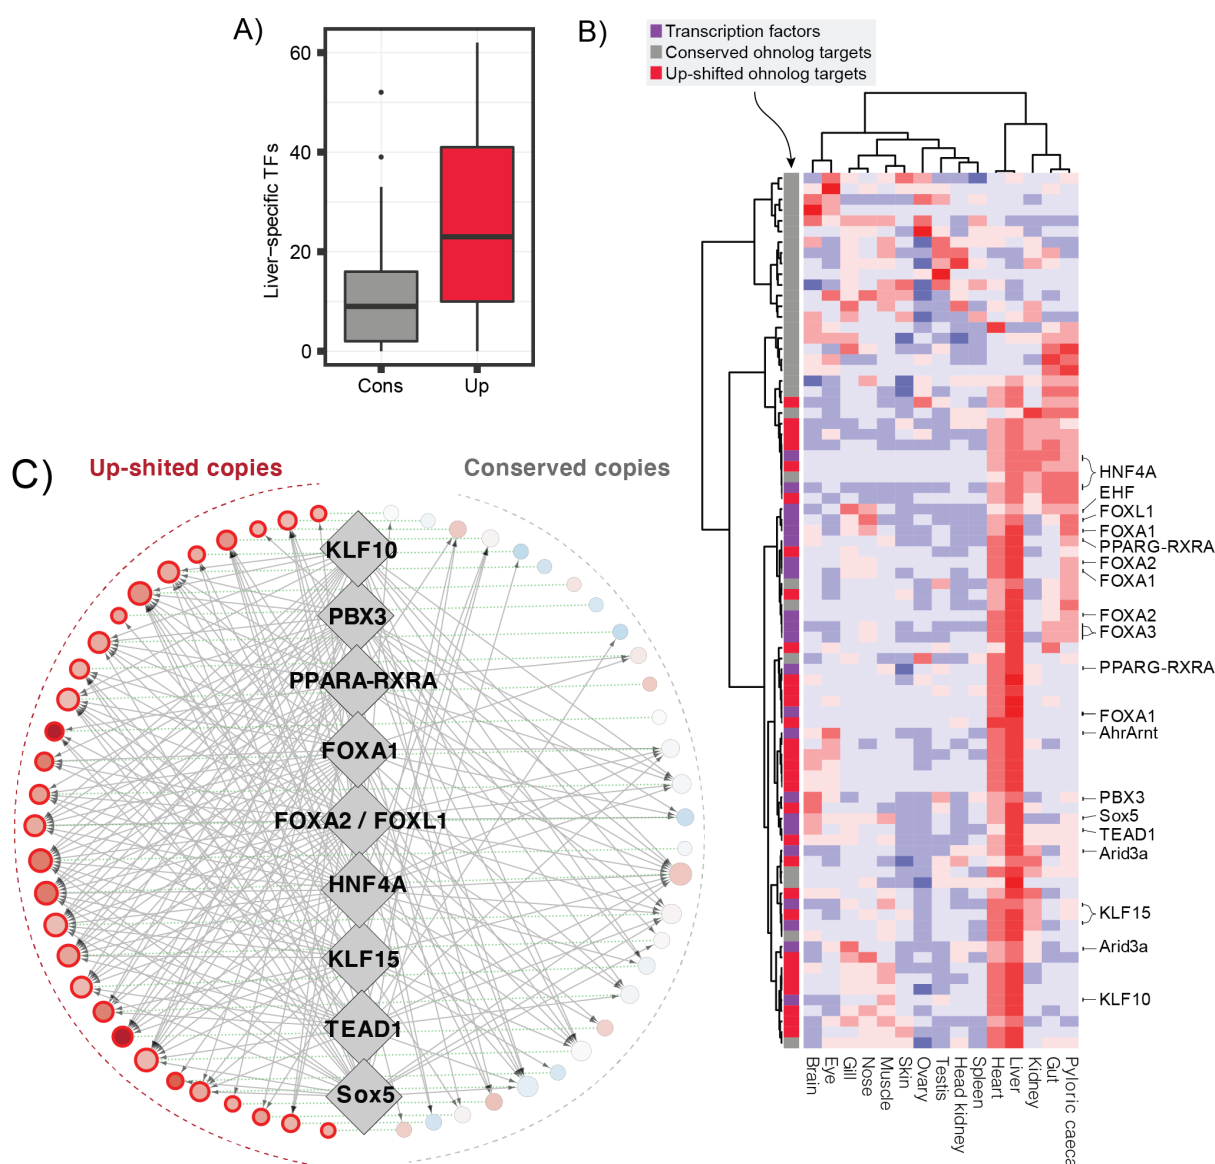 A)
Liver-specific TFs
60
40
20
0
Cons
Up
B)
Transcription factors
Conserved ohnolog targets
Up-shifted ohnolog targets
HNF4A
EHF
FOXL1
FOXA1
PPARG-RXRA
FOXA2
FOXA1
FOXA2
FOXA3
PPARG-RXRA
FOXA1
AhrArnt
PBX3
Sox5
TEAD1
Arid3a
KLF15
Arid3a
KLF10
Brain
Eye
Gill
Nose
Muscle
Skin
Ovary
Testis
Head kidney
Spleen
Heart
Liver
Kidney
Gut
Pyloric caeca
C)
Up-shited copies
Conserved copies
KLF10
PBX3
PPARA-RXRA
FOXA1
FOXA2 / FOXL1
HNF4A
KLF15
TEAD1
Sox5